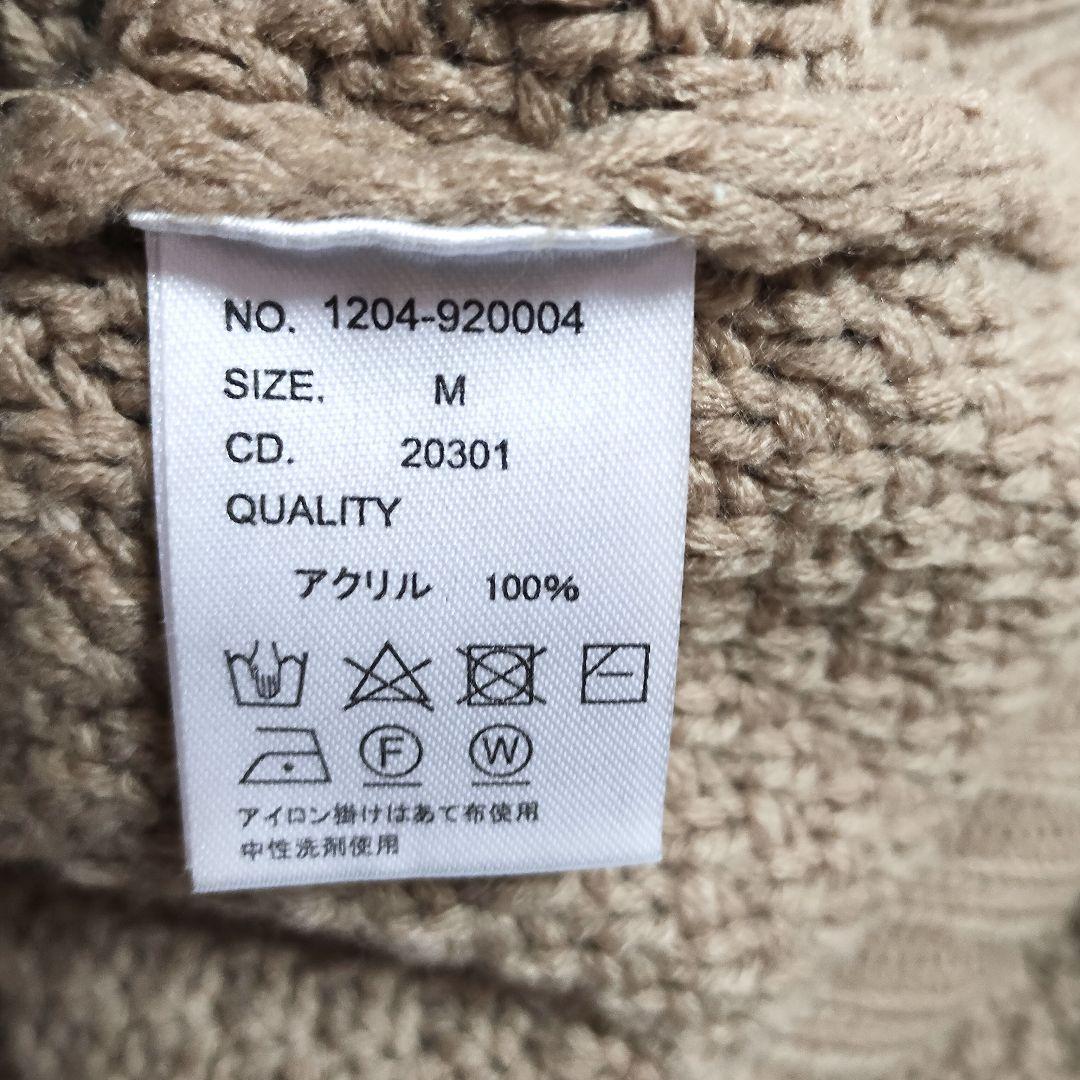 NO. 1204-920004
SIZE. M
CD. 20301
QUALITY
アクリル 100%
F W
アイロン掛けはあて布使用
中性洗剤使用